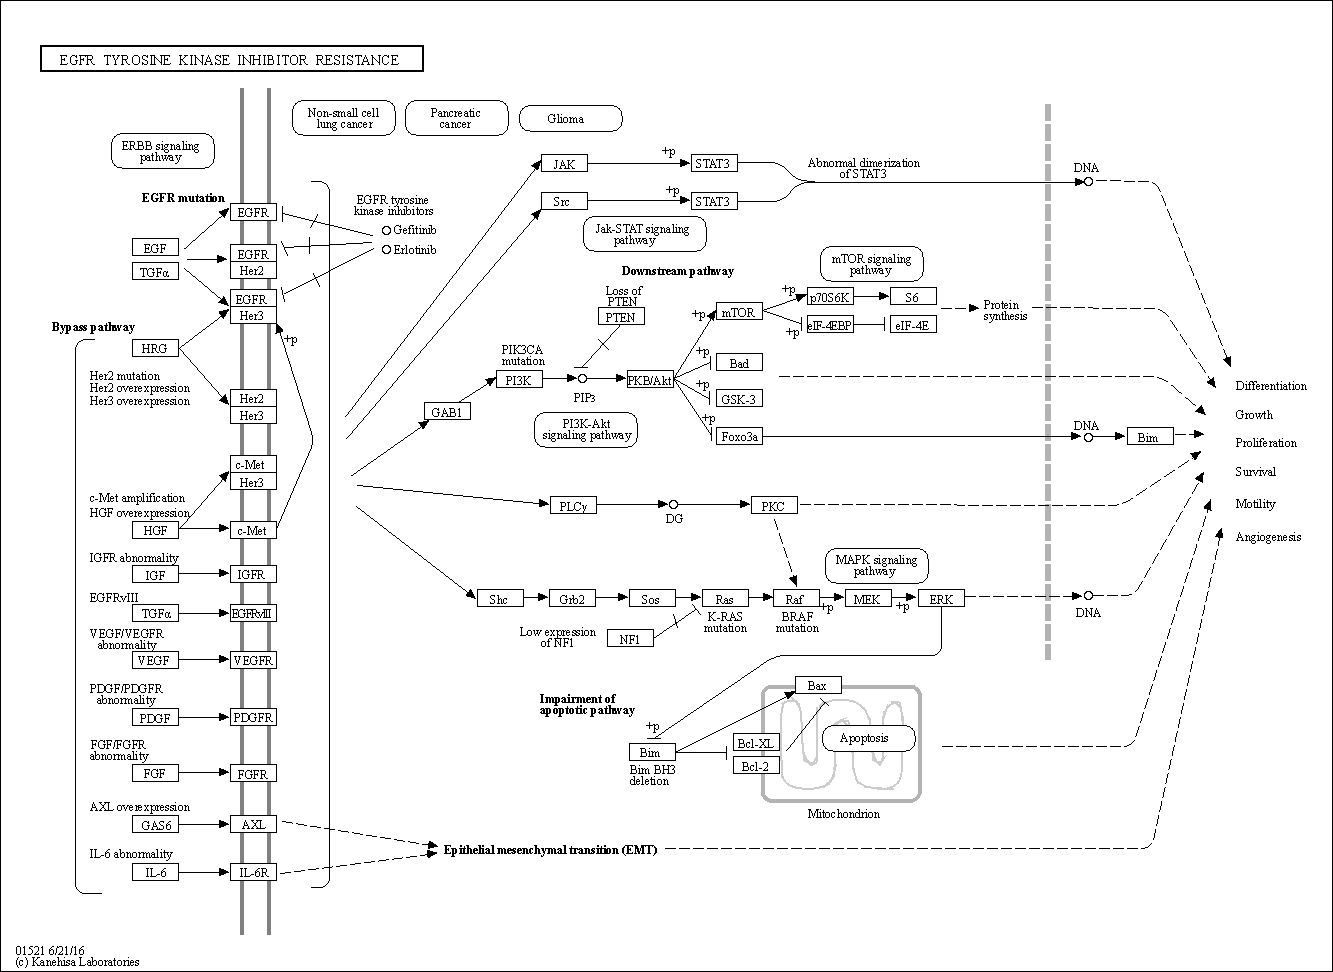 EGFR TYROSINE KINASE INHIBITOR RESISTANCE
Non-small cell
lung cancer
Pancreatic
cancer
Glioma
ERBB signaling
pathway
EGFR mutation
EGFR
EGF
TGFα
EGFR
Her2
EGFR
Her3
EGFR tyrosine
kinase inhibitors
Gefitinib
Erlotinib
Bypass pathway
HRG
+p
Her2 mutation
Her2 overexpression
Her3 overexpression
Her2
Her3
c-Met
Her3
c-Met amplification
HGF overexpression
HGF
c-Met
IGFR abnormality
IGF
IGFR
EGFRvIII
TGFα
EGFRvIII
VEGF/VEGFR
abnormality
VEGF
VEGFR
PDGF/PDGFR
abnormality
PDGF
PDGFR
FGF/FGFR
abnormality
FGF
FGFR
AXL overexpression
GAS6
AXL
IL-6 abnormality
IL-6
IL-6R
JAK
+p
STAT3
Src
+p
STAT3
Abnormal dimerization
of STAT3
DNA
Jak-STAT signaling
pathway
Downstream pathway
mTOR signaling
pathway
Loss of
PTEN
PTEN
+p
mTOR
+p
p70S6K
S6
+p
eIF-4EBP
eIF-4E
Protein
synthesis
PIK3CA
mutation
PI3K
PIP3
PKB/Akt
+p
Bad
+p
GSK-3
+p
Foxo3a
DNA
Bim
GAB1
PI3K-Akt
signaling pathway
PLCγ
DG
PKC
MAPK signaling
pathway
Shc
Grb2
Sos
Ras
Raf
+p
MEK
+p
ERK
DNA
K-RAS
mutation
BRAF
mutation
Low expression
of NF1
NF1
Impairment of
apoptotic pathway
+p
Bim
Bim BH3
deletion
Bax
Bcl-XL
Bcl-2
Apoptosis
Mitochondrion
Epithelial mesenchymal transition (EMT)
Differentiation
Growth
Proliferation
Survival
Motility
Angiogenesis
01521 6/21/16
(c) Kanehisa Laboratories